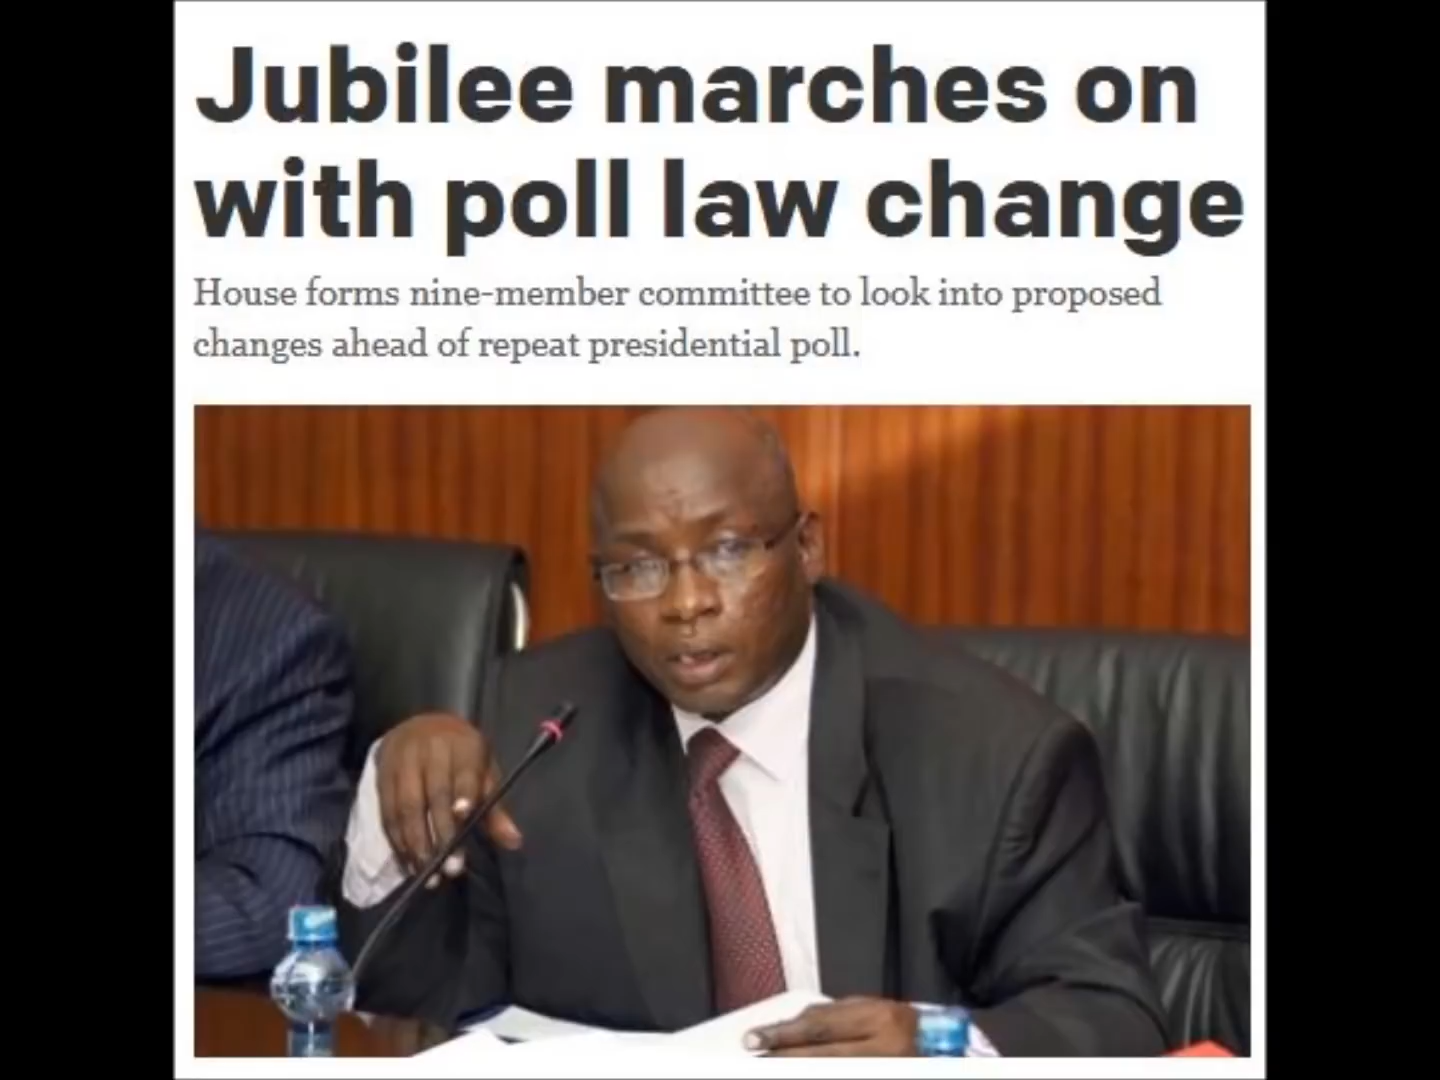 Jubilee marches on
with poll law change
House forms nine-member committee to look into proposed
changes ahead of repeat presidential poll.